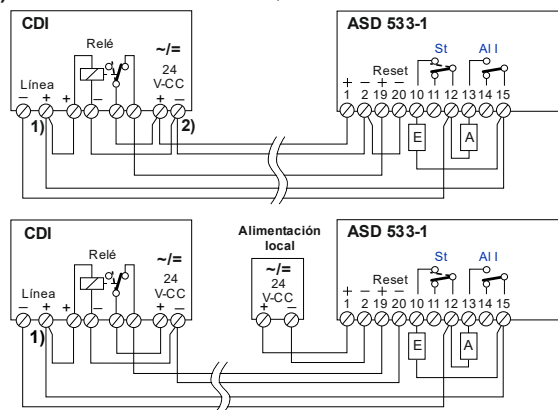 CDI
Relé
~/=
24
V-CC
Línea
– + + – + –
1)
2)
ASD 533-1
St
Al I
Reset
+ – + –
1 2 19 20 10 11 12 13 14 15
E
A
CDI
Relé
~/=
24
V-CC
Línea
– + + – + –
1)
Alimentación
local
~/=
24
V-CC
+ –
ASD 533-1
St
Al I
Reset
+ – + –
1 2 19 20 10 11 12 13 14 15
E
A